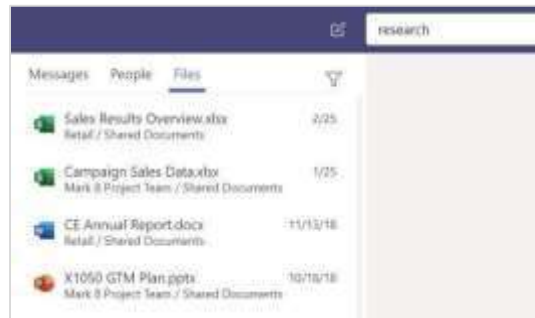 research
Messages People Files
Sales Results Overview.xlsx 2/25
Retail / Shared Documents
Campaign Sales Data.xlsx 1/25
Mark 8 Project Team / Shared Documents
CE Annual Report.docx 11/13/18
Retail / Shared Documents
X1050 GTM Plan.pptx 10/18/18
Mark 8 Project Team / Shared Documents